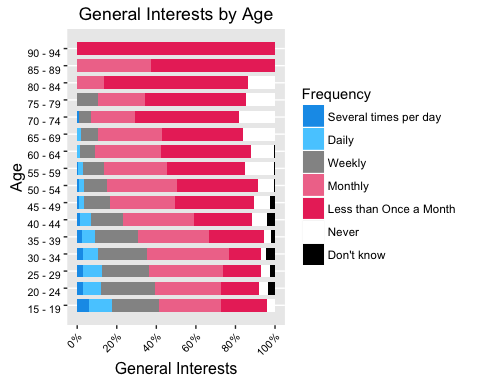 General Interests by Age
90 - 94
85 - 89
80 - 84
75 - 79
70 - 74
65 - 69
60 - 64
55 - 59
50 - 54
45 - 49
40 - 44
35 - 39
30 - 34
25 - 29
20 - 24
15 - 19
Age
0%
20%
40%
60%
80%
100%
General Interests
Frequency
Several times per day
Daily
Weekly
Monthly
Less than Once a Month
Never
Don't know